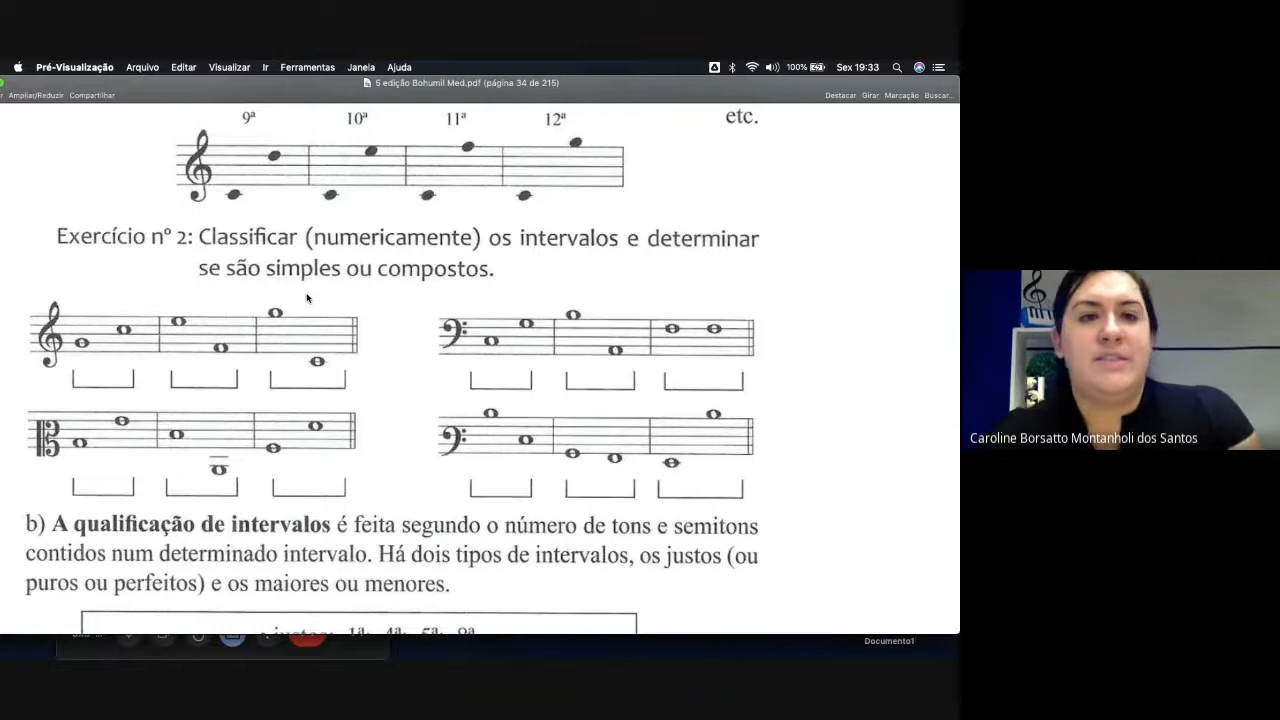 Pré-Visualização Arquivo Editar Visualizar Ir Ferramentas Janela Ajuda 100% Sex 19:33
5 edição Bohumil Med.pdf (página 34 de 215)
Ampliar/Reduzir Compartilhar Destacar Girar Marcação Buscar...
9ª 10ª 11ª 12ª etc.
Exercício nº 2: Classificar (numericamente) os intervalos e determinar
se são simples ou compostos.
b) A qualificação de intervalos é feita segundo o número de tons e semitons
contidos num determinado intervalo. Há dois tipos de intervalos, os justos (ou
puros ou perfeitos) e os maiores ou menores.
Documento1
Caroline Borsatto Montanholi dos Santos